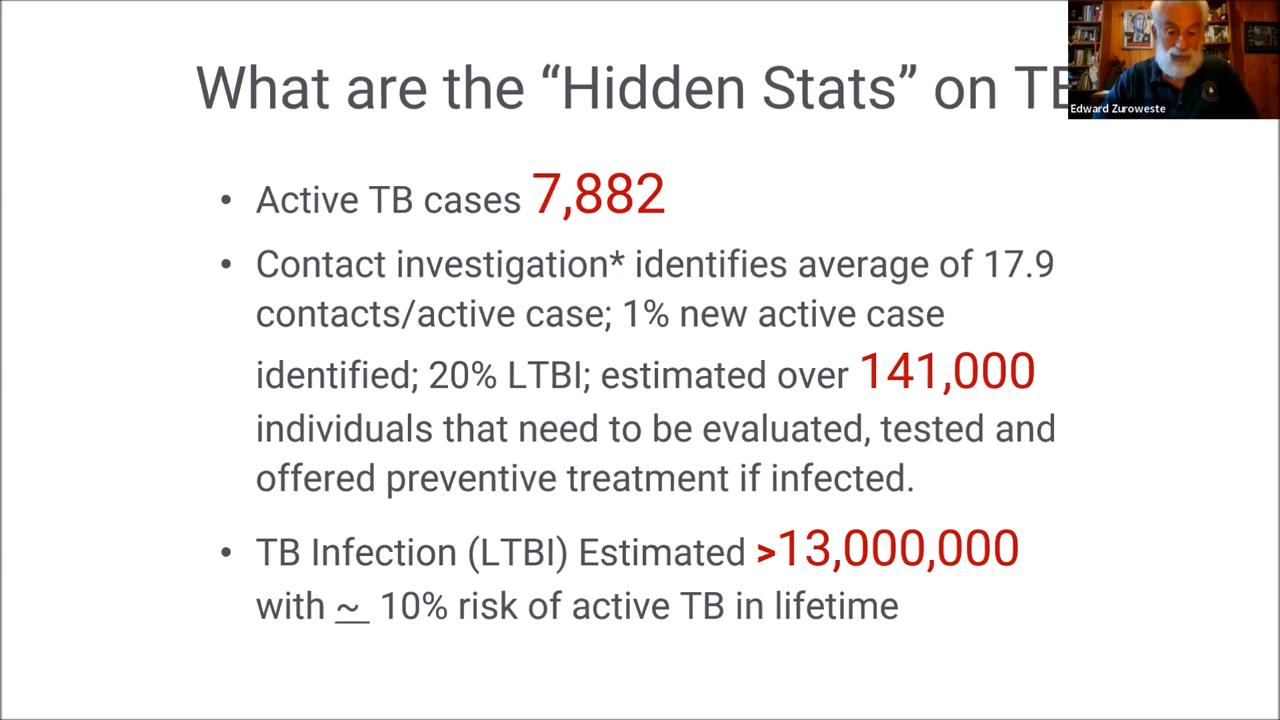 What are the “Hidden Stats” on TB
Edward Zuroweste
• Active TB cases 7,882
• Contact investigation* identifies average of 17.9
contacts/active case; 1% new active case
identified; 20% LTBI; estimated over 141,000
individuals that need to be evaluated, tested and
offered preventive treatment if infected.
• TB Infection (LTBI) Estimated >13,000,000
with ~ 10% risk of active TB in lifetime